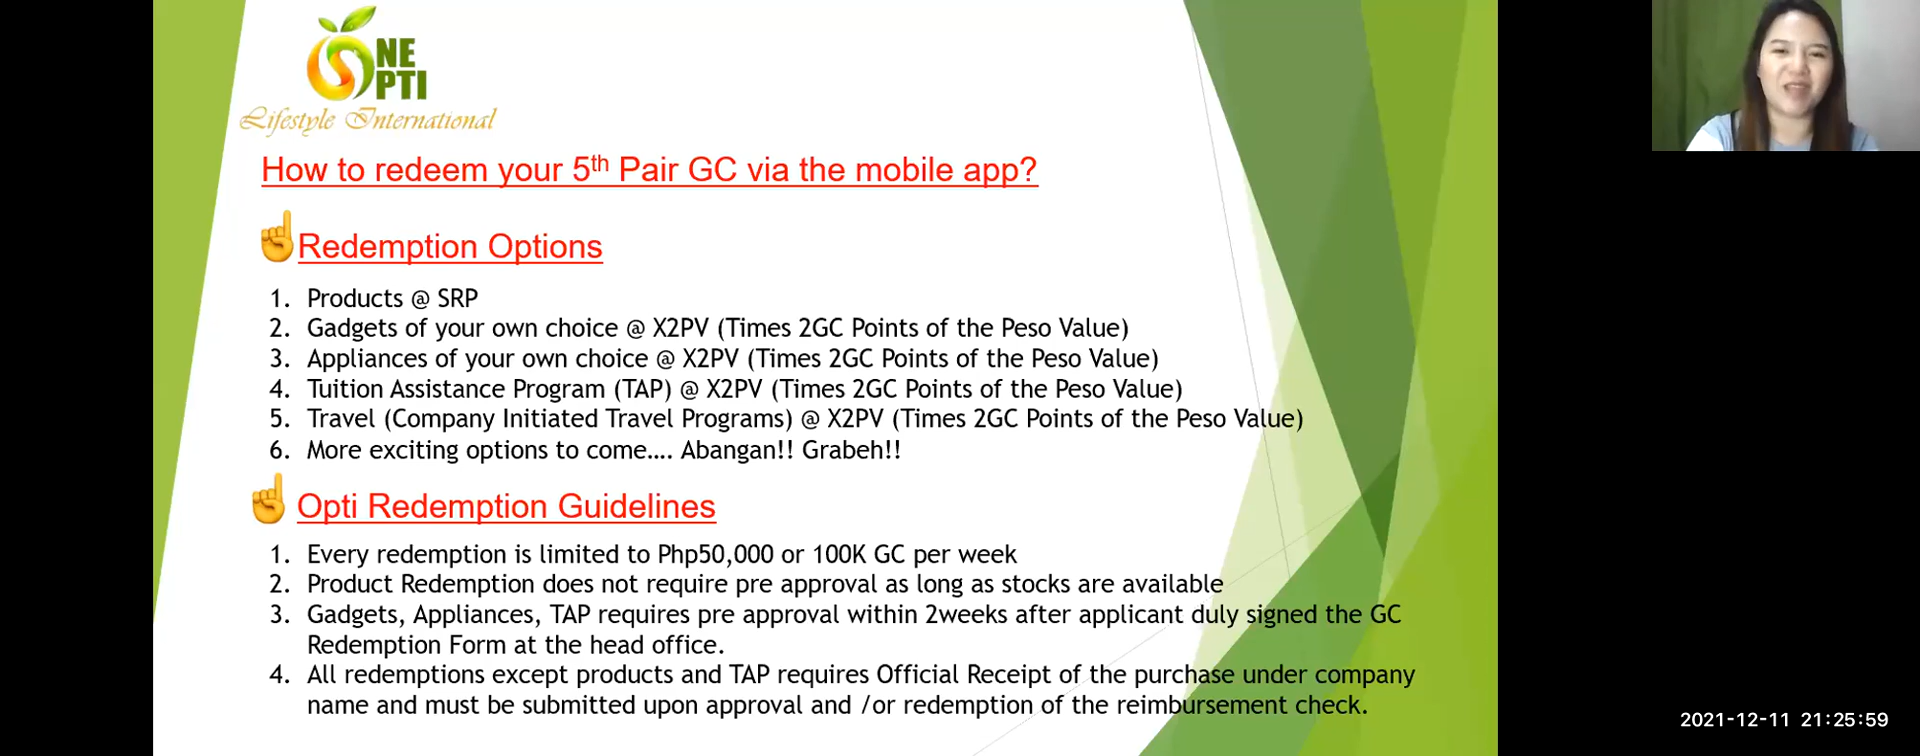 NE
PTI
Lifestyle International
How to redeem your 5th Pair GC via the mobile app?
Redemption Options
1. Products @ SRP
2. Gadgets of your own choice @ X2PV (Times 2GC Points of the Peso Value)
3. Appliances of your own choice @ X2PV (Times 2GC Points of the Peso Value)
4. Tuition Assistance Program (TAP) @ X2PV (Times 2GC Points of the Peso Value)
5. Travel (Company Initiated Travel Programs) @ X2PV (Times 2GC Points of the Peso Value)
6. More exciting options to come.... Abangan!! Grabeh!!
Opti Redemption Guidelines
1. Every redemption is limited to Php50,000 or 100K GC per week
2. Product Redemption does not require pre approval as long as stocks are available
3. Gadgets, Appliances, TAP requires pre approval within 2weeks after applicant duly signed the GC
Redemption Form at the head office.
4. All redemptions except products and TAP requires Official Receipt of the purchase under company
name and must be submitted upon approval and /or redemption of the reimbursement check.
2021-12-11 21:25:59